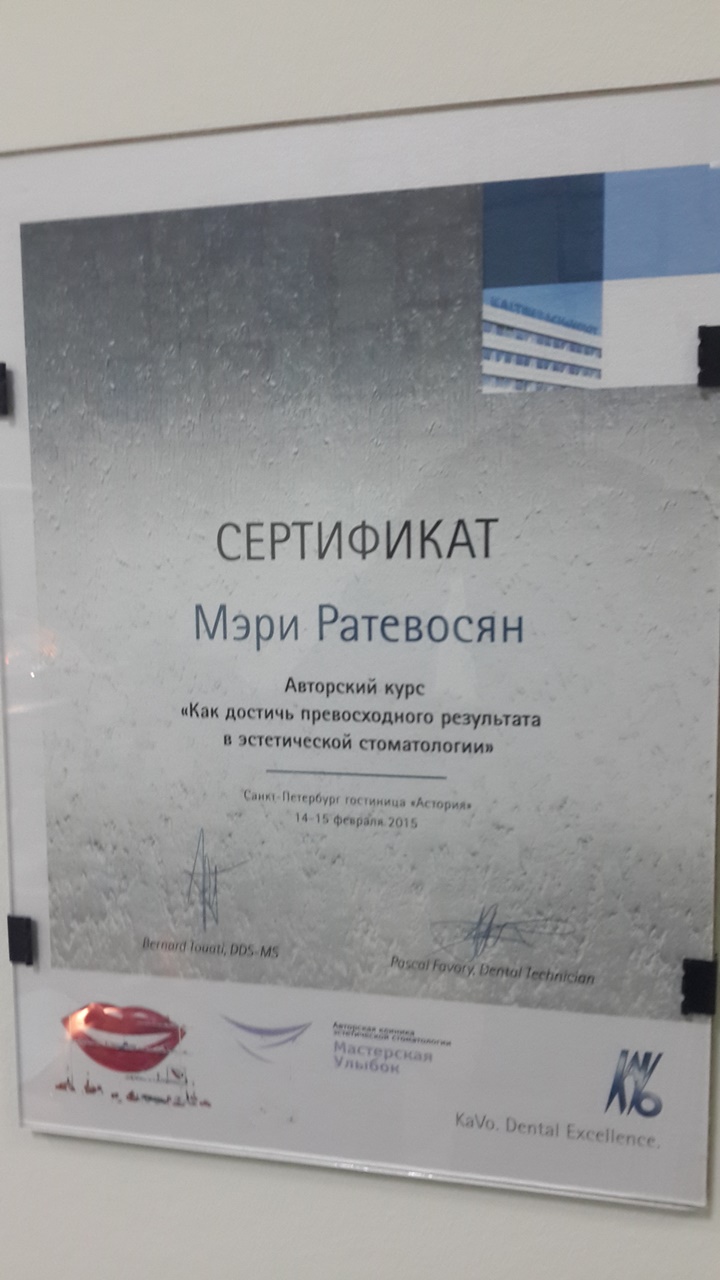 СЕРТИФИКАТ
Мэри Ратевосян
Авторский курс
«Как достичь превосходного результата
в эстетической стоматологии»
Санкт-Петербург гостиница «Астория»
14-15 февраля 2015
Bernard Touati, DDS-MS
Pascal Favory, Dental Technician
Авторская клиника
эстетической стоматологии
Мастерская
Улыбок
KaVo
KaVo. Dental Excellence.